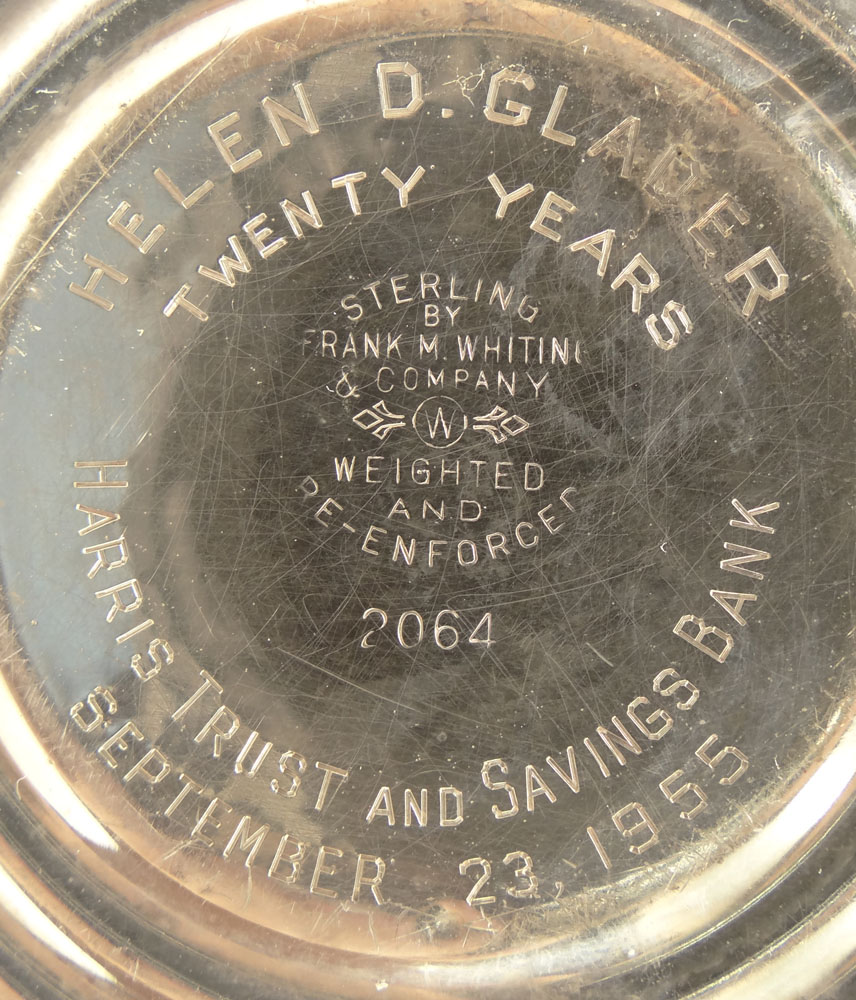 HELEN D. GLADER
TWENTY YEARS
STERLING
BY
FRANK M. WHITING
& COMPANY
W
WEIGHTED
AND
RE-ENFORCED
2064
HARRIS TRUST AND SAVINGS BANK
SEPTEMBER 23, 1955